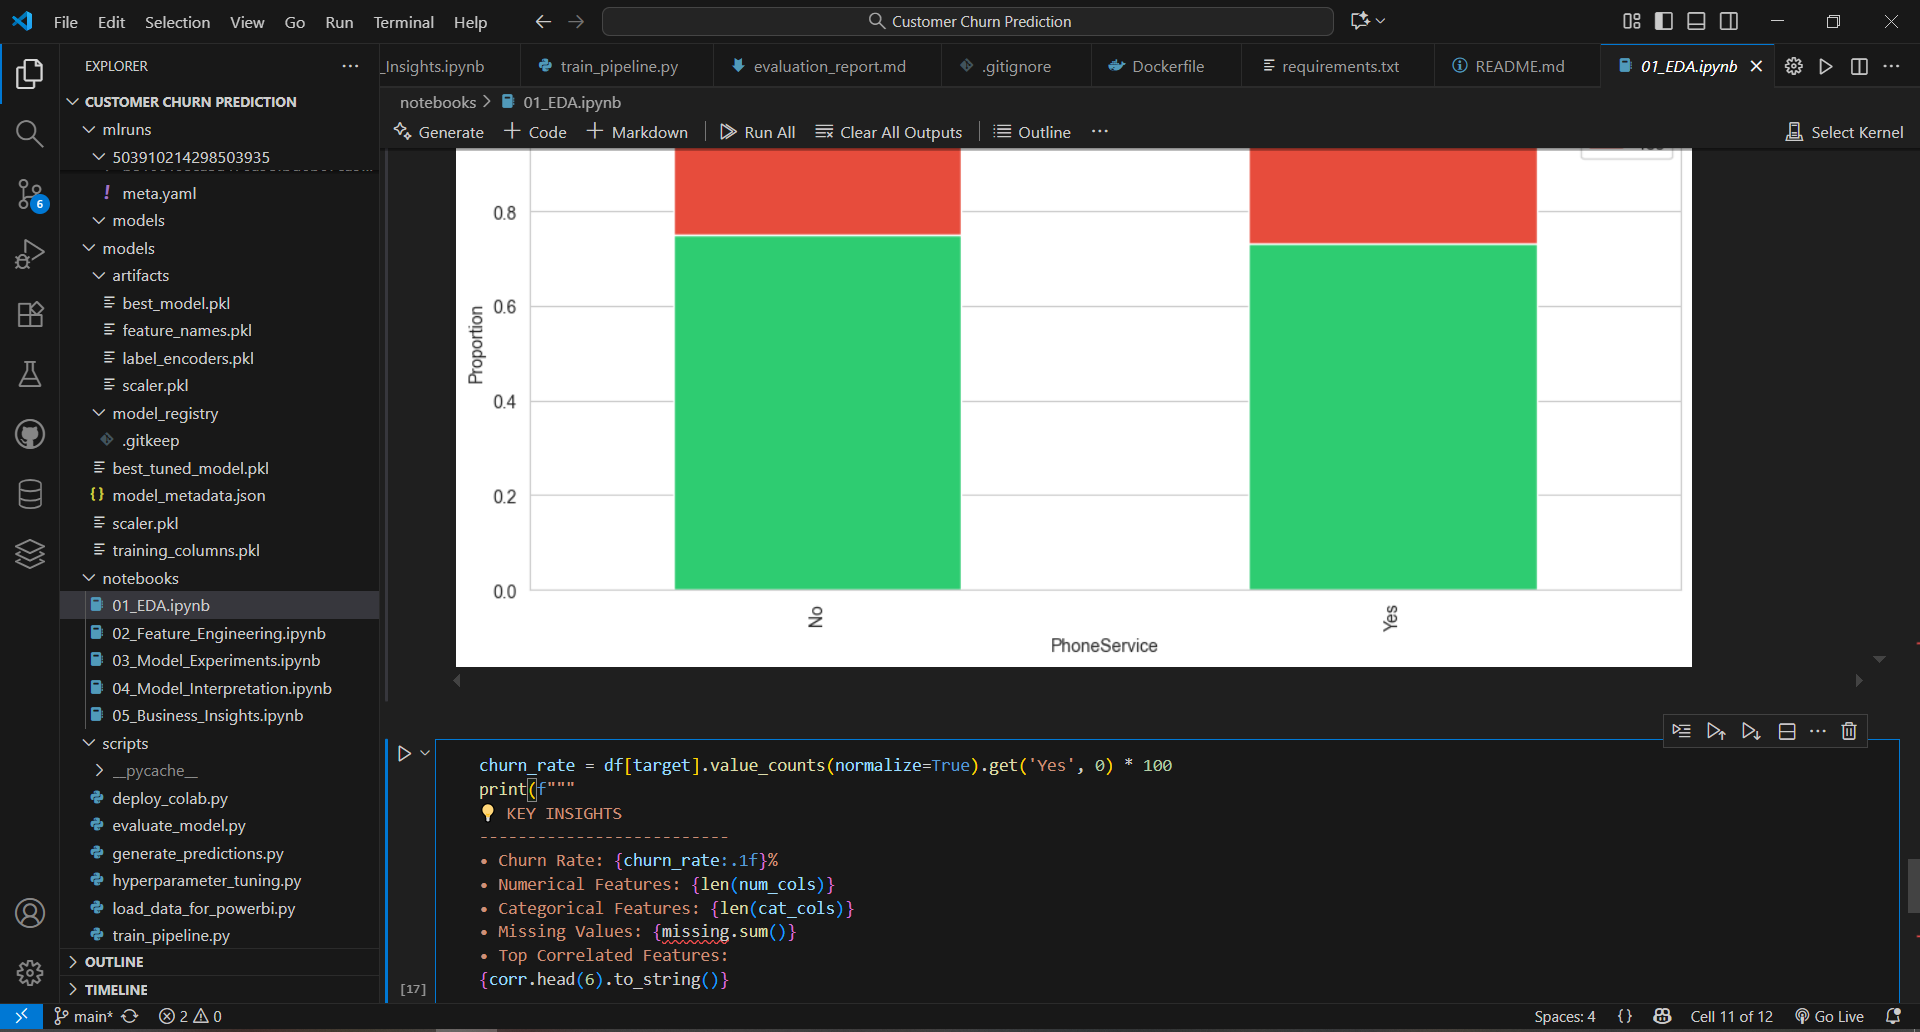 File Edit Selection View Go Run Terminal Help
Customer Churn Prediction
EXPLORER
_Insights.ipynb train_pipeline.py evaluation_report.md .gitignore Dockerfile requirements.txt README.md 01_EDA.ipynb
CUSTOMER CHURN PREDICTION
notebooks > 01_EDA.ipynb
Generate + Code + Markdown Run All Clear All Outputs Outline ... Select Kernel
mlruns
503910214298503935
meta.yaml
models
models
artifacts
best_model.pkl
feature_names.pkl
label_encoders.pkl
scaler.pkl
model_registry
.gitkeep
best_tuned_model.pkl
model_metadata.json
scaler.pkl
training_columns.pkl
notebooks
01_EDA.ipynb
02_Feature_Engineering.ipynb
03_Model_Experiments.ipynb
04_Model_Interpretation.ipynb
05_Business_Insights.ipynb
scripts
__pycache__
deploy_colab.py
evaluate_model.py
generate_predictions.py
hyperparameter_tuning.py
load_data_for_powerbi.py
train_pipeline.py
OUTLINE
TIMELINE
6
0.8
0.6
0.4
0.2
0.0
Proportion
No
Yes
PhoneService
churn_rate = df[target].value_counts(normalize=True).get('Yes', 0) * 100
print(f"""
💡 KEY INSIGHTS
--------------------------
• Churn Rate: {churn_rate:.1f}%
• Numerical Features: {len(num_cols)}
• Categorical Features: {len(cat_cols)}
• Missing Values: {missing.sum()}
• Top Correlated Features:
{corr.head(6).to_string()}
[17]
main* 2 0 Spaces: 4 {} Cell 11 of 12 Go Live